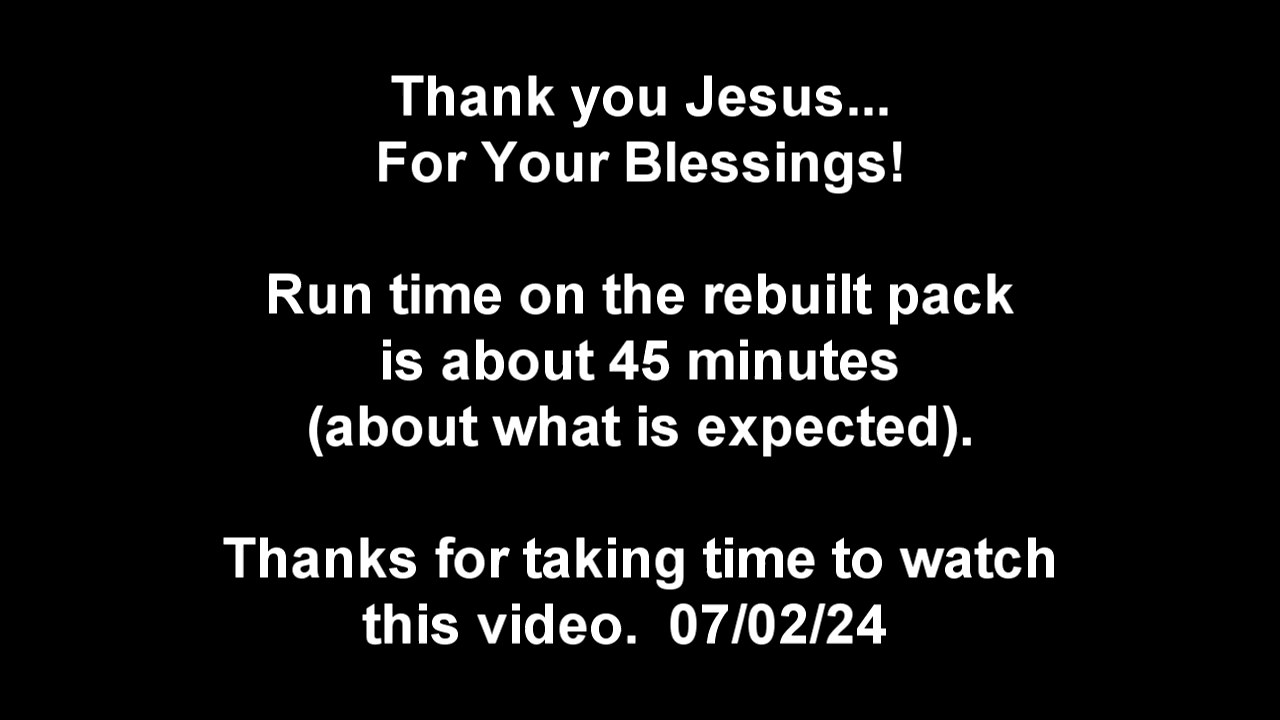 Thank you Jesus...
For Your Blessings!
Run time on the rebuilt pack
is about 45 minutes
(about what is expected).
Thanks for taking time to watch
this video.  07/02/24